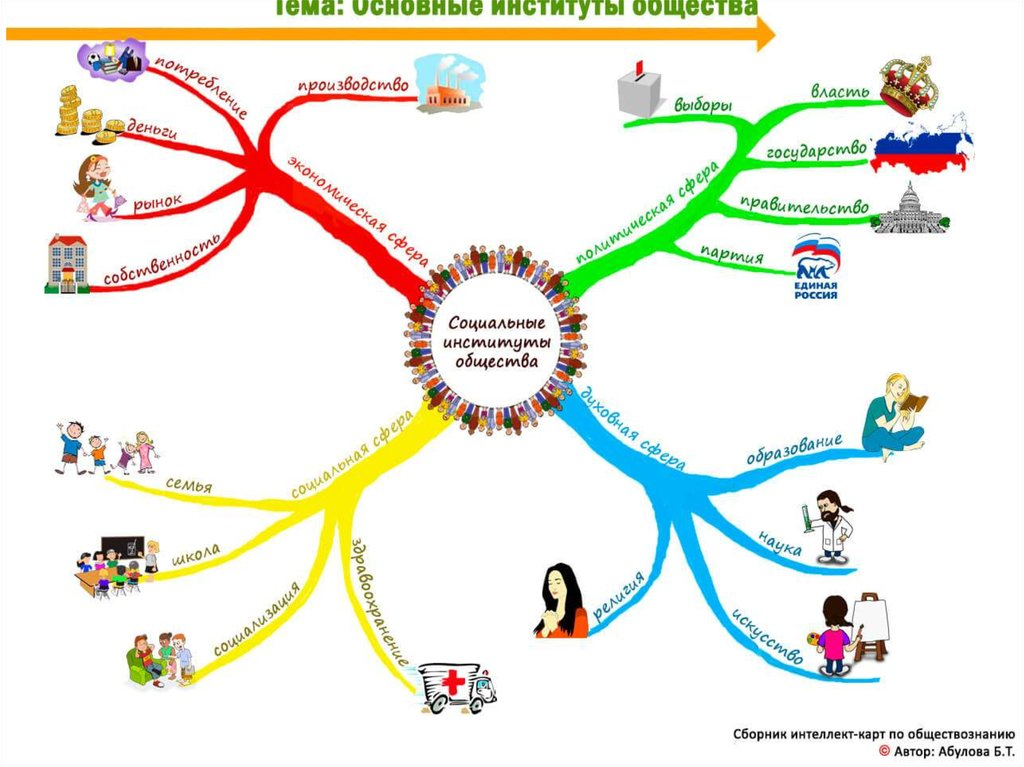 Тема: Основные институты общества
потребление
производство
деньги
рынок
собственность
экономическая сфера
выборы
власть
государство
правительство
партия
ЕДИНАЯ
РОССИЯ
политическая сфера
Социальные
институты
общества
социальная сфера
семья
школа
социализация
здравоохранение
духовная сфера
образование
наука
искусство
религия
Сборник интеллект-карт по обществознанию
© Автор: Абулова Б.Т.